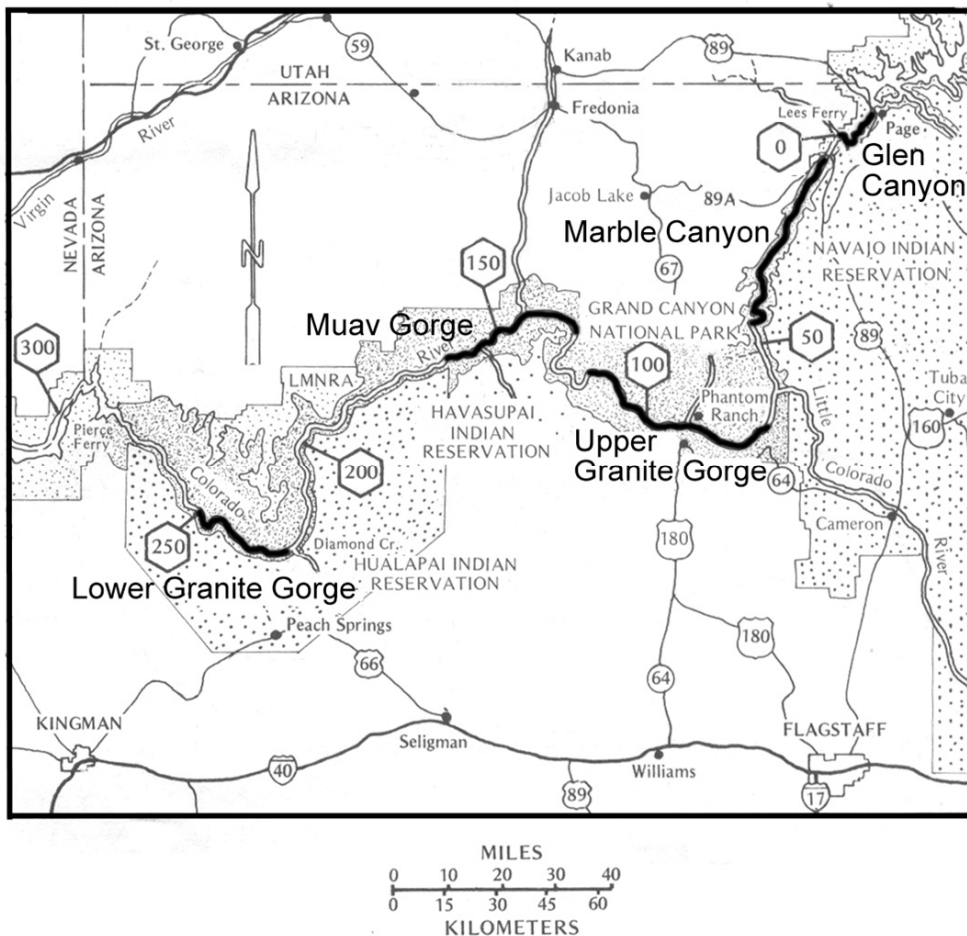 St. George
59
UTAH
ARIZONA
Kanab
89
Fredonia
Lees Ferry
Page
0
Glen
Canyon
River
Virgin
NEVADA
ARIZONA
N
Jacob Lake
89A
Marble Canyon
67
NAVAJO INDIAN
RESERVATION
150
GRAND CANYON
NATIONAL PARK
Muav Gorge
River
300
50
89
100
LMNRA
Phantom
Ranch
Tuba
City
160
Pierce
Ferry
HAVASUPAI
INDIAN
RESERVATION
Little
Colorado
River
Upper
Granite Gorge
200
64
Colorado
Cameron
250
180
Diamond Cr.
HUALAPAI INDIAN
RESERVATION
Lower Granite Gorge
Peach Springs
180
66
64
KINGMAN
Seligman
FLAGSTAFF
40
Williams
89
17
MILES
0 10 20 30 40
0 15 30 45 60
KILOMETERS